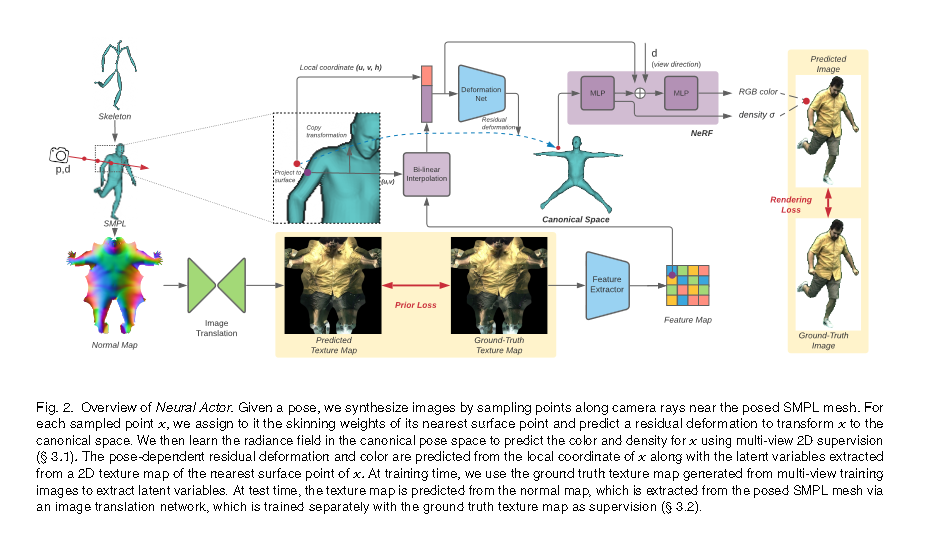 Skeleton
p,d
SMPL
Normal Map
Image
Translation
Local coordinate (u, v, h)
Copy
transformation
Project to
surface
(u,v)
Bi-linear
Interpolation
Deformation
Net
Residual
deformation
Canonical Space
d
(view direction)
MLP
MLP
NeRF
RGB color
density σ
Predicted
Image
Rendering
Loss
Ground-Truth
Image
Predicted
Texture Map
Prior Loss
Ground-Truth
Texture Map
Feature
Extractor
Feature Map
Fig. 2. Overview of Neural Actor. Given a pose, we synthesize images by sampling points along camera rays near the posed SMPL mesh. For
each sampled point x, we assign to it the skinning weights of its nearest surface point and predict a residual deformation to transform x to the
canonical space. We then learn the radiance field in the canonical pose space to predict the color and density for x using multi-view 2D supervision
(§ 3.1). The pose-dependent residual deformation and color are predicted from the local coordinate of x along with the latent variables extracted
from a 2D texture map of the nearest surface point of x. At training time, we use the ground truth texture map generated from multi-view training
images to extract latent variables. At test time, the texture map is predicted from the normal map, which is extracted from the posed SMPL mesh via
an image translation network, which is trained separately with the ground truth texture map as supervision (§ 3.2).